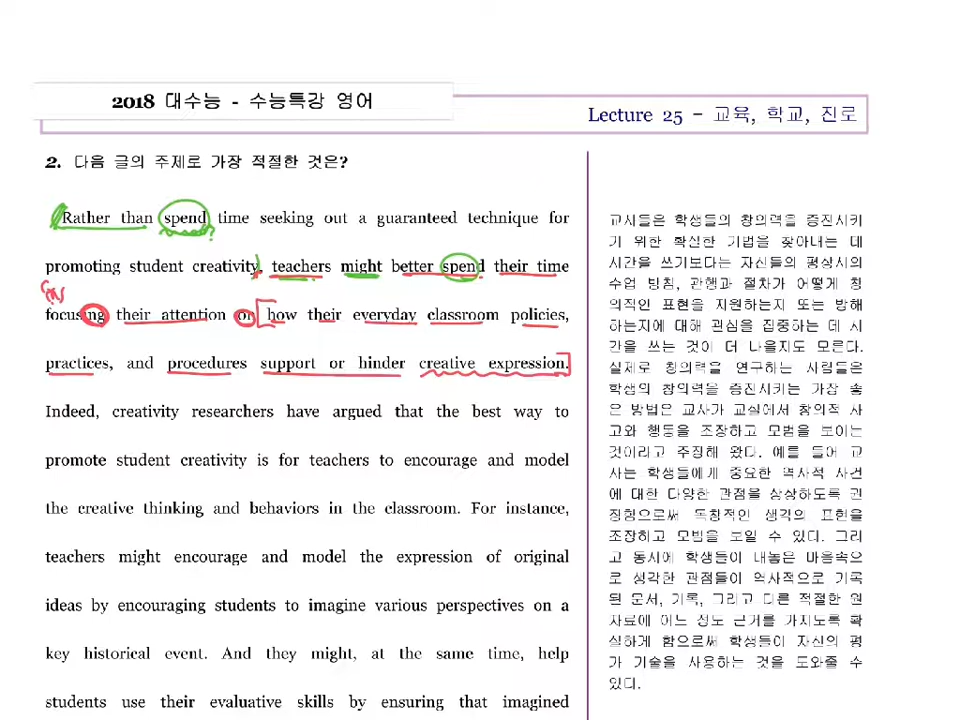 2018 대수능 - 수능특강 영어
Lecture 25 - 교육, 학교, 진로
2. 다음 글의 주제로 가장 적절한 것은?
Rather than spend time seeking out a guaranteed technique for
promoting student creativity, teachers might better spend their time
in
focusing their attention on how their everyday classroom policies,
practices, and procedures support or hinder creative expression.
Indeed, creativity researchers have argued that the best way to
promote student creativity is for teachers to encourage and model
the creative thinking and behaviors in the classroom. For instance,
teachers might encourage and model the expression of original
ideas by encouraging students to imagine various perspectives on a
key historical event. And they might, at the same time, help
students use their evaluative skills by ensuring that imagined
교사들은 학생들의 창의력을 증진시키
기 위한 확실한 기법을 찾아내는 데
시간을 쓰기보다는 자신들의 평상시의
수업 방침, 관행과 절차가 어떻게 창
의적인 표현을 지원하는지 또는 방해
하는지에 대해 관심을 집중하는 데 시
간을 쓰는 것이 더 나을지도 모른다.
실제로 창의력을 연구하는 사람들은
학생의 창의력을 증진시키는 가장 좋
은 방법은 교사가 교실에서 창의적 사
고와 행동을 조장하고 모범을 보이는
것이라고 주장해 왔다. 예를 들어 교
사는 학생들에게 중요한 역사적 사건
에 대한 다양한 관점을 상상하도록 권
장함으로써 독창적인 생각의 표현을
조장하고 모범을 보일 수 있다. 그리
고 동시에 학생들이 내놓은 마음속으
로 생각한 관점들이 역사적으로 기록
된 문서, 기록, 그리고 다른 적절한 원
자료에 어느 정도 근거를 가지도록 확
실하게 함으로써 학생들이 자신의 평
가 기술을 사용하는 것을 도와줄 수
있다.